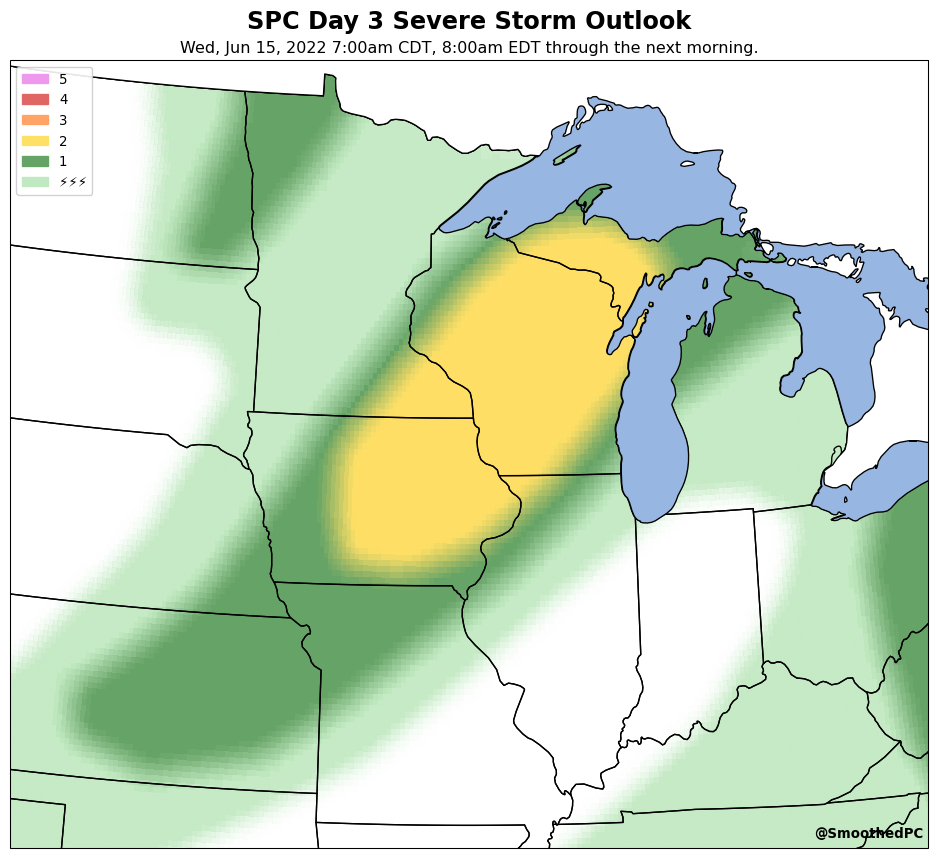 SPC Day 3 Severe Storm Outlook
Wed, Jun 15, 2022 7:00am CDT, 8:00am EDT through the next morning.
5
4
3
2
1
⚡⚡⚡
@SmoothedPC